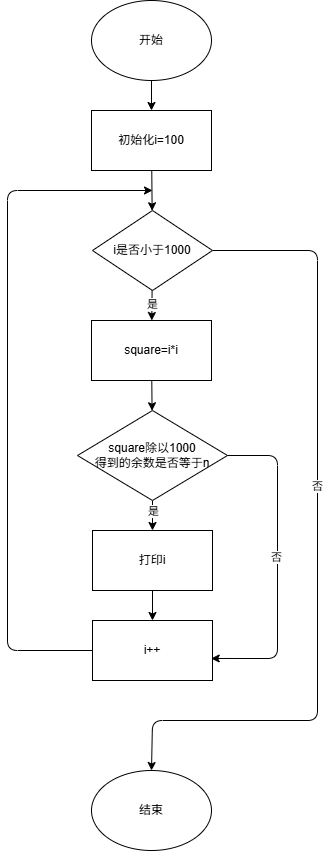 开始
初始化i=100
i是否小于1000
是
square=i*i
square除以1000
得到的余数是否等于n
否
是
否
打印i
i++
结束